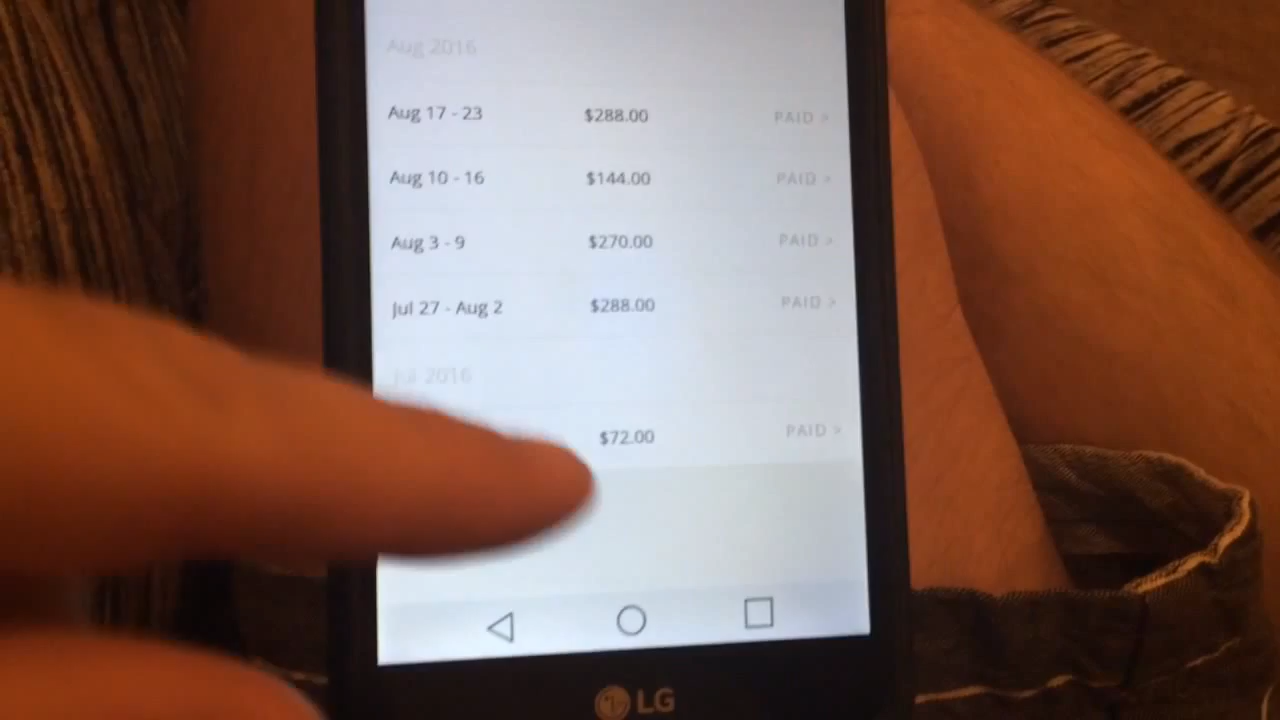 Aug 2016
Aug 17 - 23 $288.00 PAID >
Aug 10 - 16 $144.00 PAID >
Aug 3 - 9 $270.00 PAID >
Jul 27 - Aug 2 $288.00 PAID >
Jul 2016
$72.00 PAID >
LG